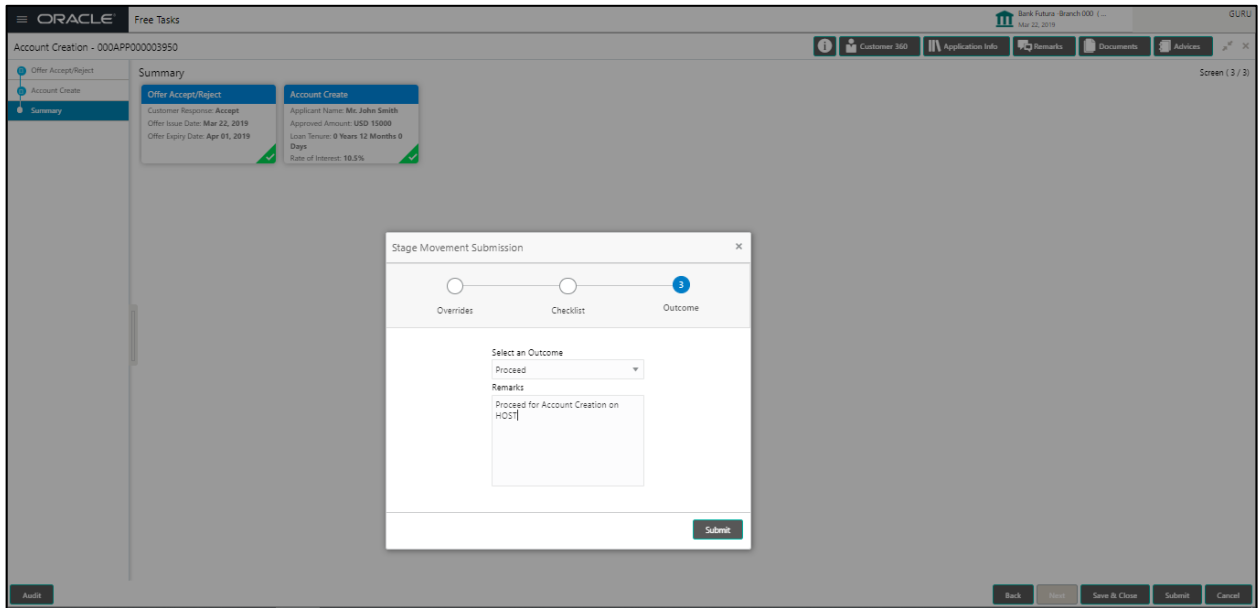 ORACLE
Free Tasks
Bank Futura -Branch 000 ( ...
Mar 22, 2019
GURU
Account Creation - 000APP000003950
Customer 360
Application Info
Remarks
Documents
Advices
Offer Accept/Reject
Account Create
Summary
Summary
Screen ( 3 / 3)
Offer Accept/Reject
Customer Response: Accept
Offer Issue Date: Mar 22, 2019
Offer Expiry Date: Apr 01, 2019
Account Create
Applicant Name: Mr. John Smith
Approved Amount: USD 15000
Loan Tenure: 0 Years 12 Months 0
Days
Rate of Interest: 10.5%
Stage Movement Submission
3
Overrides
Checklist
Outcome
Select an Outcome
Proceed
Remarks
Proceed for Account Creation on
HOST
Submit
Audit
Back
Next
Save & Close
Submit
Cancel